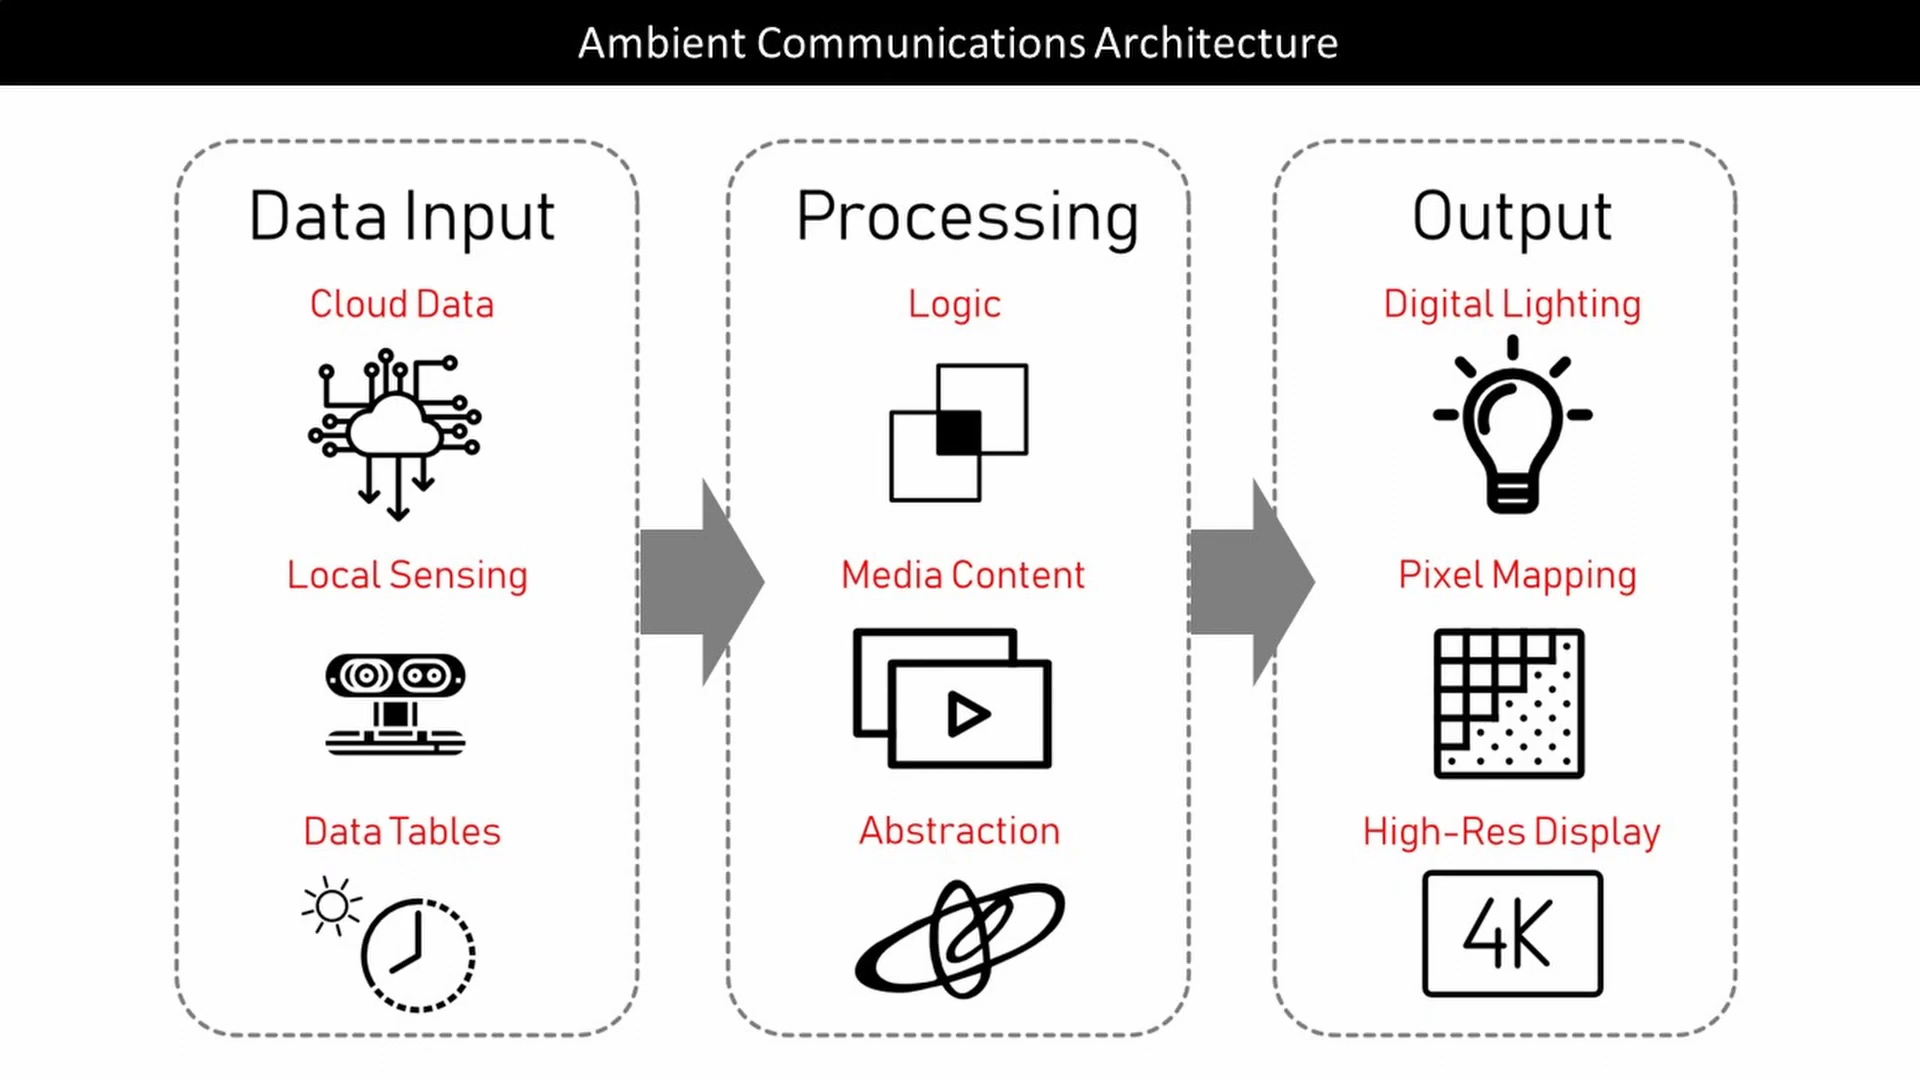 Ambient Communications Architecture
Data Input
Cloud Data
Local Sensing
Data Tables
Processing
Logic
Media Content
Abstraction
Output
Digital Lighting
Pixel Mapping
High-Res Display
4K